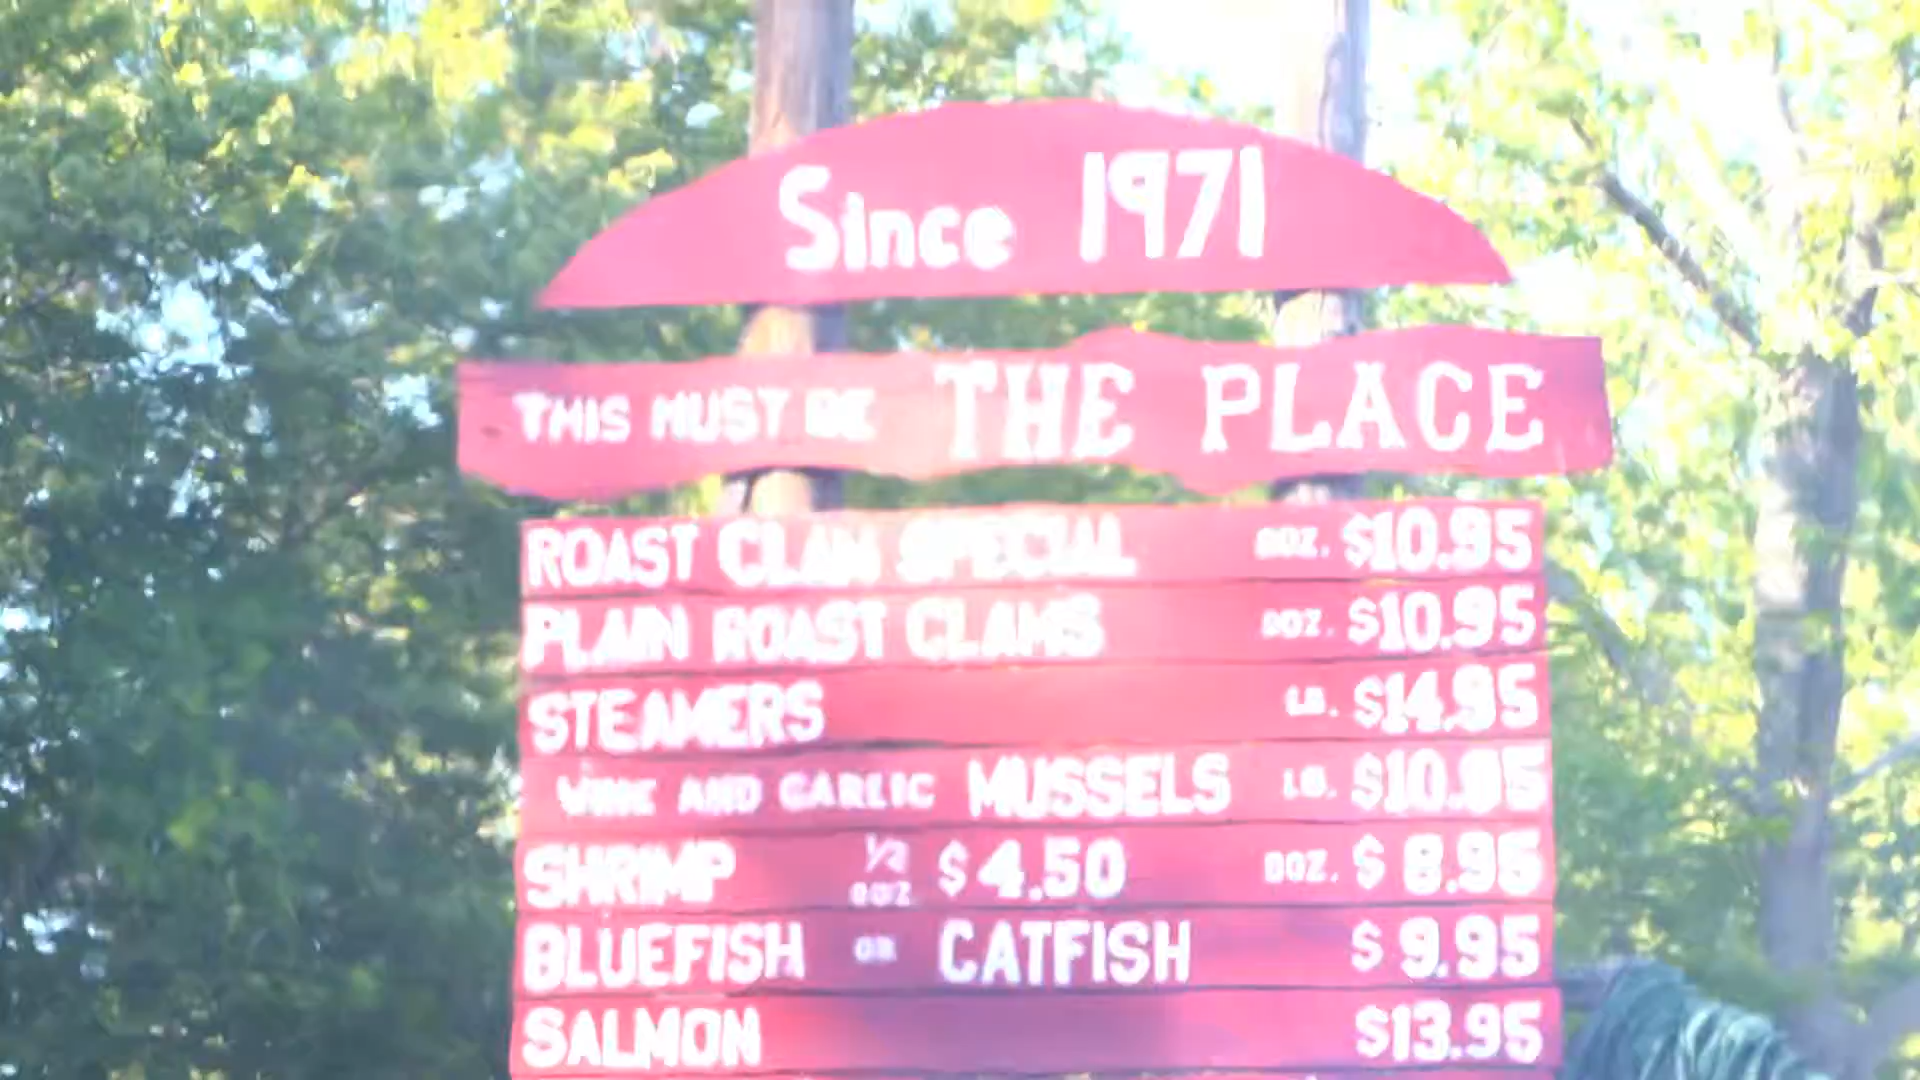 Since 1971
THIS MUST BE THE PLACE
ROAST CLAM SPECIAL DOZ. $10.95
PLAIN ROAST CLAMS DOZ. $10.95
STEAMERS LB. $14.95
WINE AND GARLIC MUSSELS LB. $10.95
SHRIMP 1/2 DOZ. $4.50 DOZ. $8.95
BLUEFISH OR CATFISH $9.95
SALMON $13.95